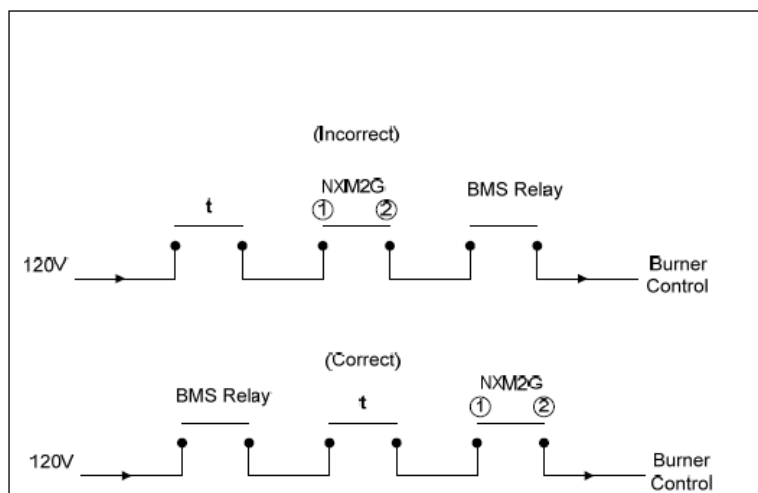 (Incorrect)
t
NXM2G
BMS Relay
1 2
120V
Burner
Control
(Correct)
BMS Relay
t
NXM2G
1 2
120V
Burner
Control